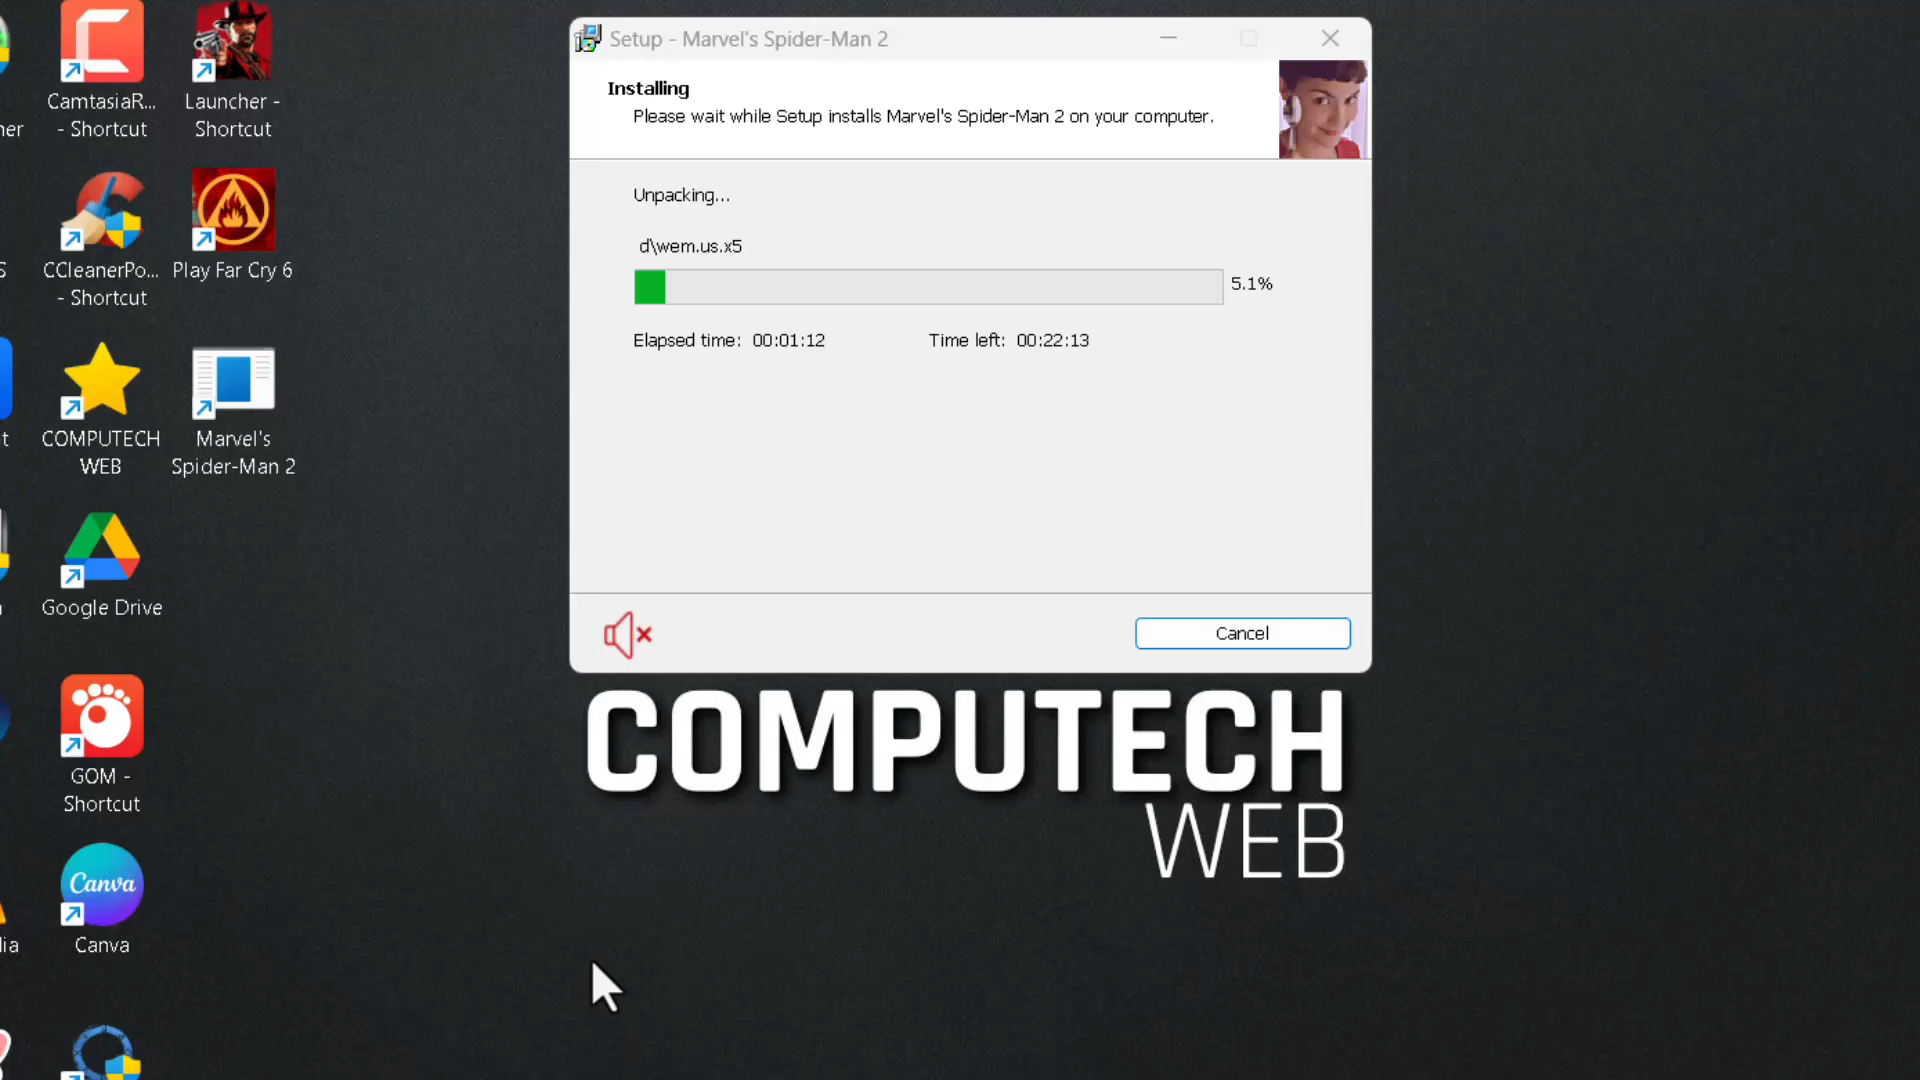 CamtasiaR...
- Shortcut
Launcher -
Shortcut
ner
CCleanerPo...
- Shortcut
Play Far Cry 6
S
COMPUTECH
WEB
Marvel's
Spider-Man 2
t
Google Drive
GOM -
Shortcut
Canva
Canva
lia
Setup - Marvel's Spider-Man 2
Installing
Please wait while Setup installs Marvel's Spider-Man 2 on your computer.
Unpacking...
d\wem.us.x5
5.1%
Elapsed time: 00:01:12
Time left: 00:22:13
Cancel
COMPUTECH
WEB